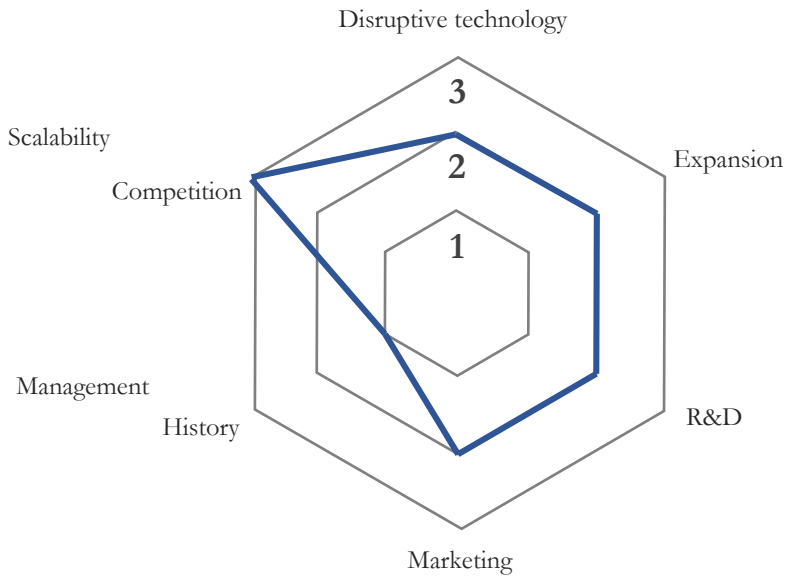 Disruptive technology
3
Scalability
Expansion
2
Competition
1
Management
R&D
History
Marketing